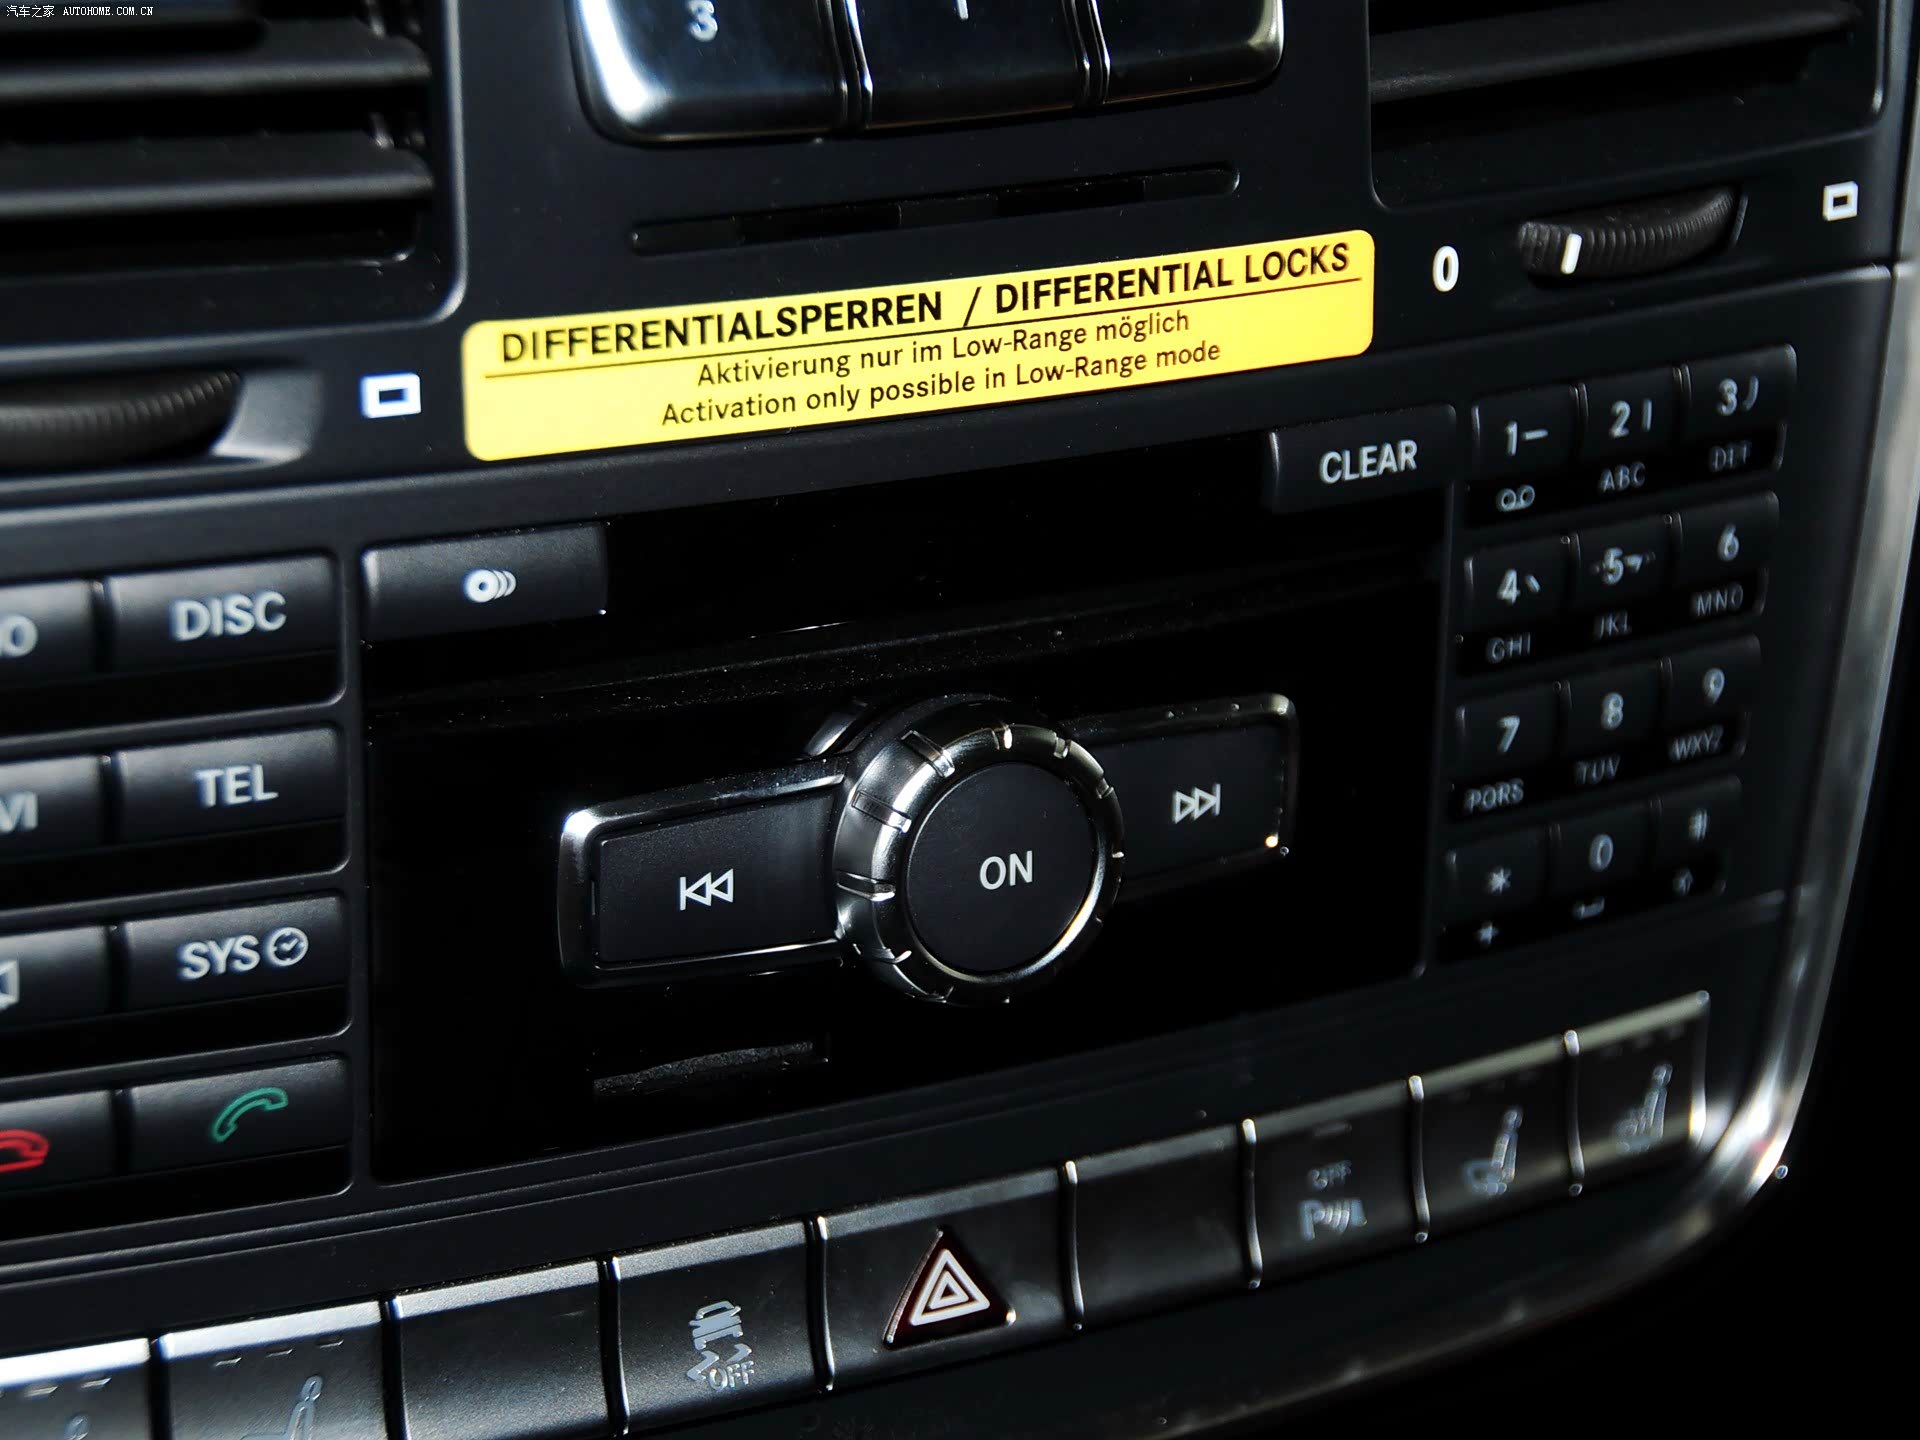 汽车之家 AUTOHOME.COM.CN
3 1
DIFFERENTIALSPERREN / DIFFERENTIAL LOCKS
Aktivierung nur im Low-Range möglich
Activation only possible in Low-Range mode
0
CLEAR
1 2 3
ABC DEF
DISC
4 5 6
GHI JKL MNO
TEL
7 8 9
PQRS TUV WXYZ
ON
SYS
* 0 #
OFF
P
OFF